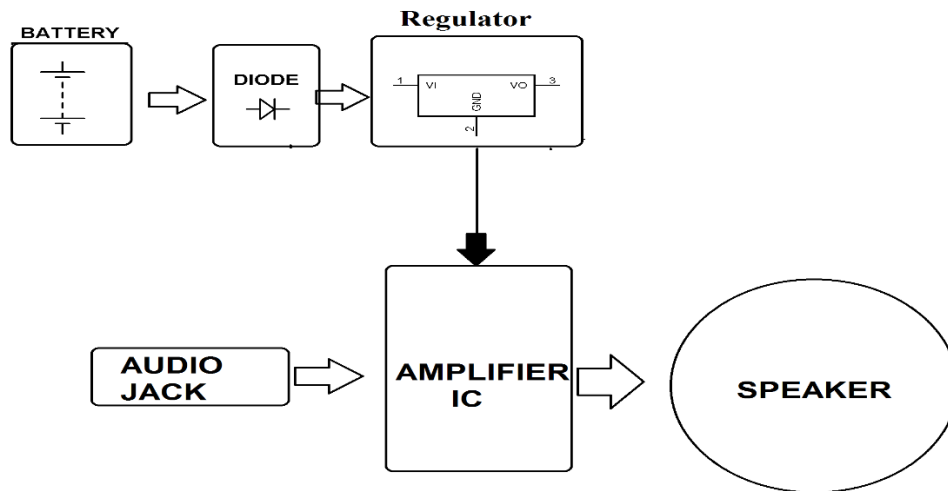 BATTERY
Regulator
DIODE
1
VI
VO
3
GND
2
AUDIO
JACK
AMPLIFIER
IC
SPEAKER